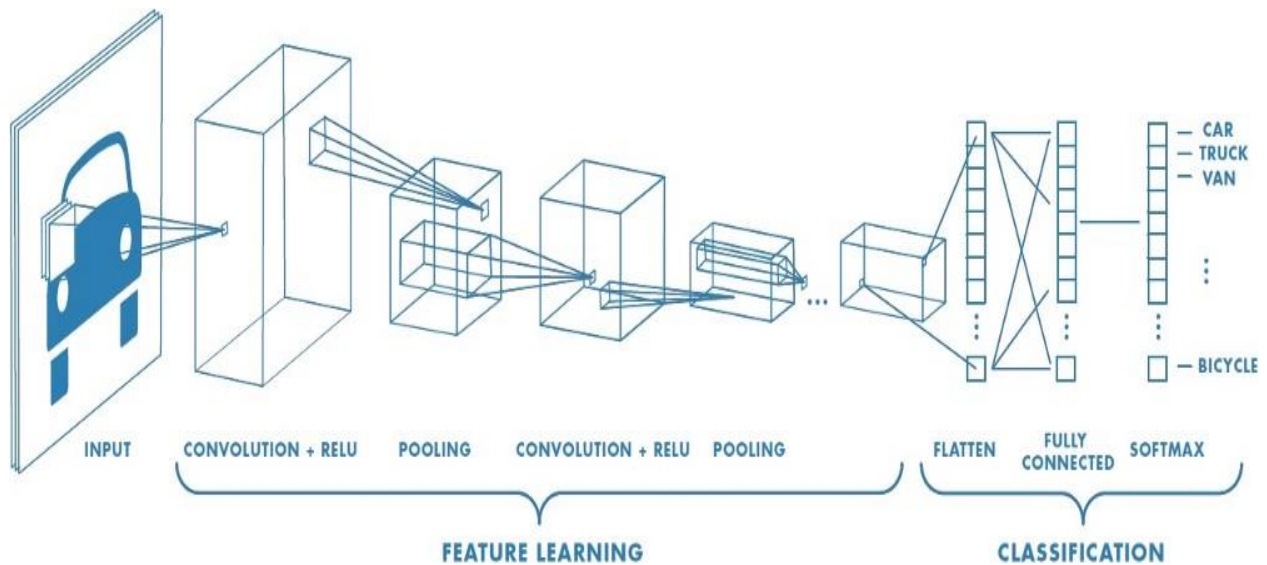 CAR
TRUCK
VAN
BICYCLE
INPUT
CONVOLUTION + RELU
POOLING
CONVOLUTION + RELU
POOLING
FLATTEN
FULLY
CONNECTED
SOFTMAX
FEATURE LEARNING
CLASSIFICATION